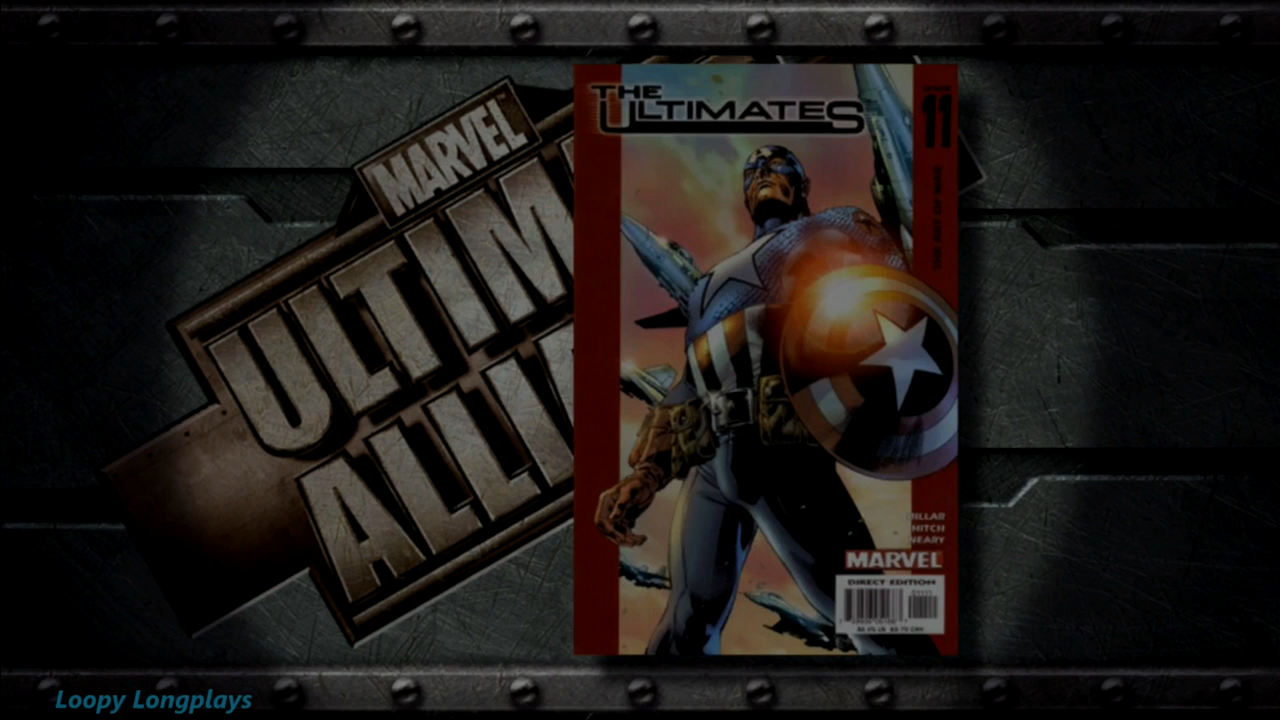 MARVEL
ULTIM
ALLI
THE
ULTIMATES
11
MILLAR
HITCH
NEARY
MARVEL
DIRECT EDITION
Loopy Longplays